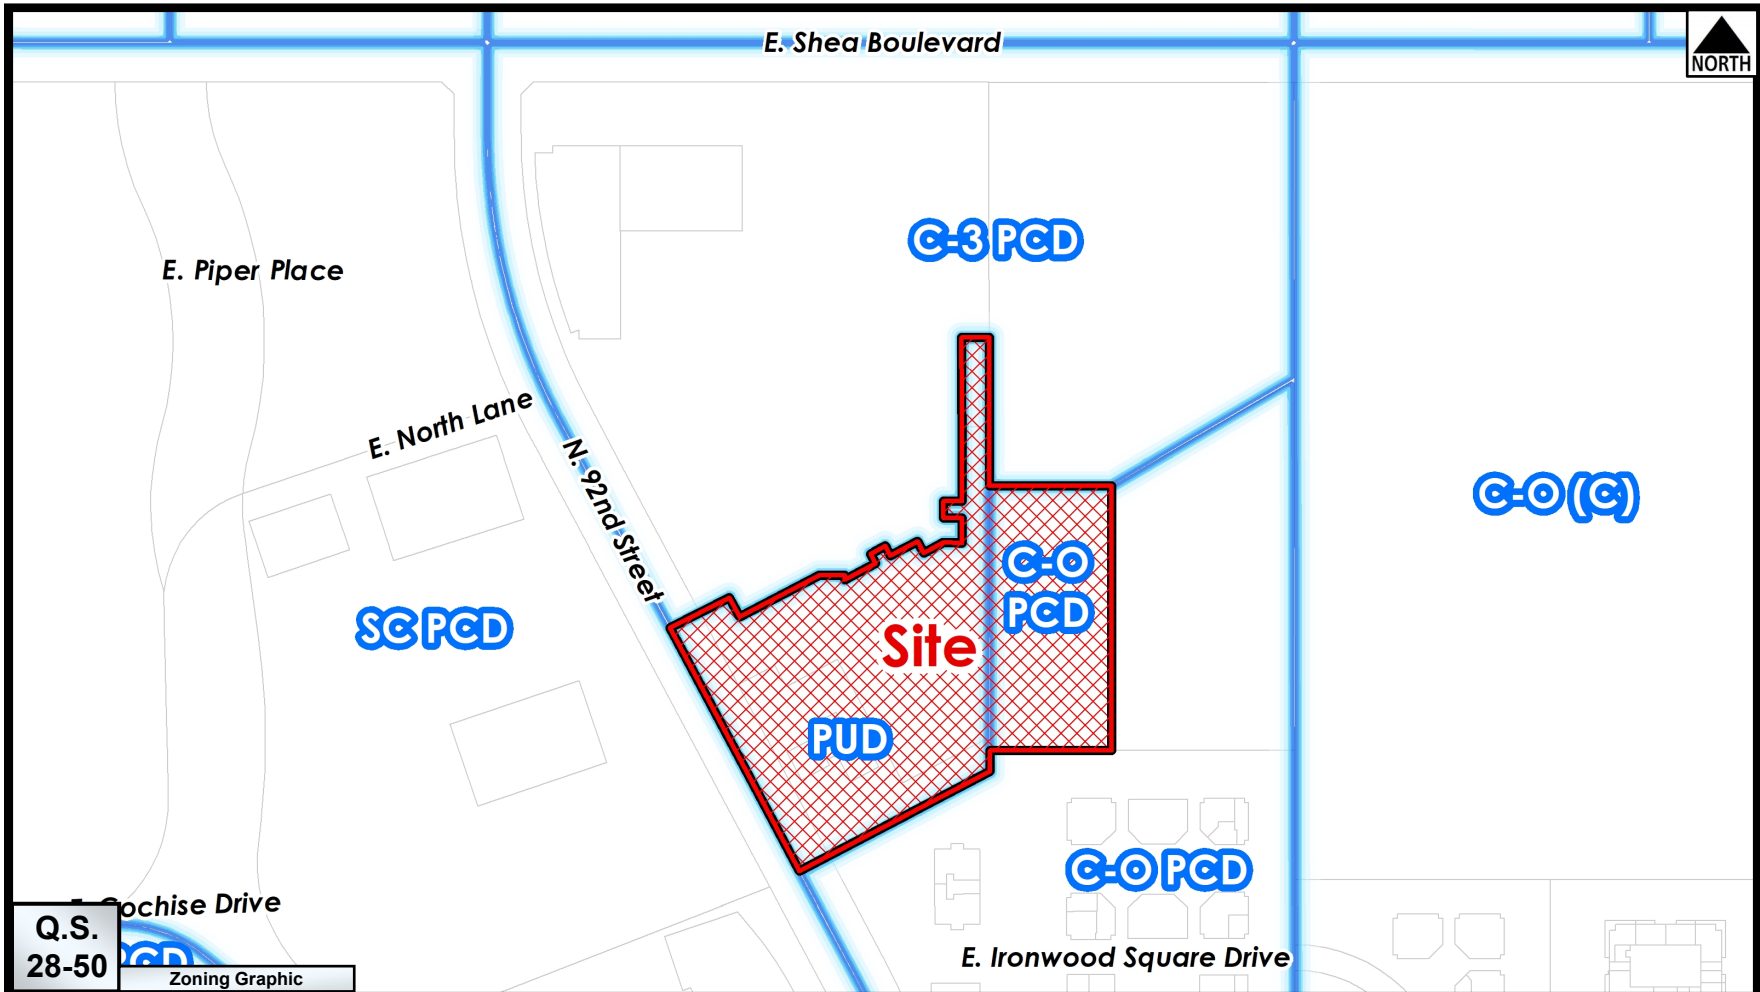 E. Shea Boulevard
NORTH
C-3 PCD
E. Piper Place
E. North Lane
N. 92nd Street
C-O (C)
C-O
PCD
SC PCD
Site
PUD
C-O PCD
Cochise Drive
E. Ironwood Square Drive
Q.S.
28-50
PCD
Zoning Graphic